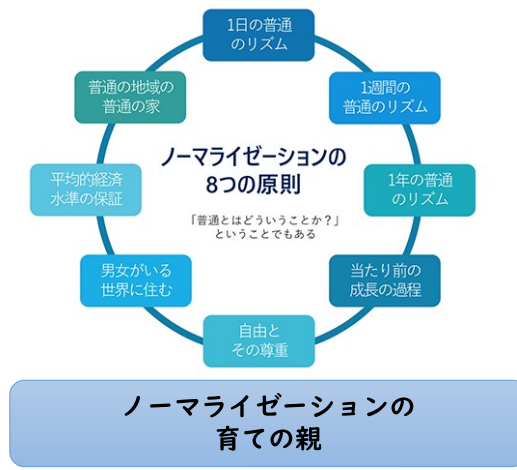 1日の普通
のリズム
1週間の
普通のリズム
1年の普通
のリズム
当たり前の
成長の過程
自由と
その尊重
男女がいる
世界に住む
平均的経済
水準の保証
普通の地域の
普通の家
ノーマライゼーションの
8つの原則
「普通とはどういうことか？」
ということでもある
ノーマライゼーションの
育ての親